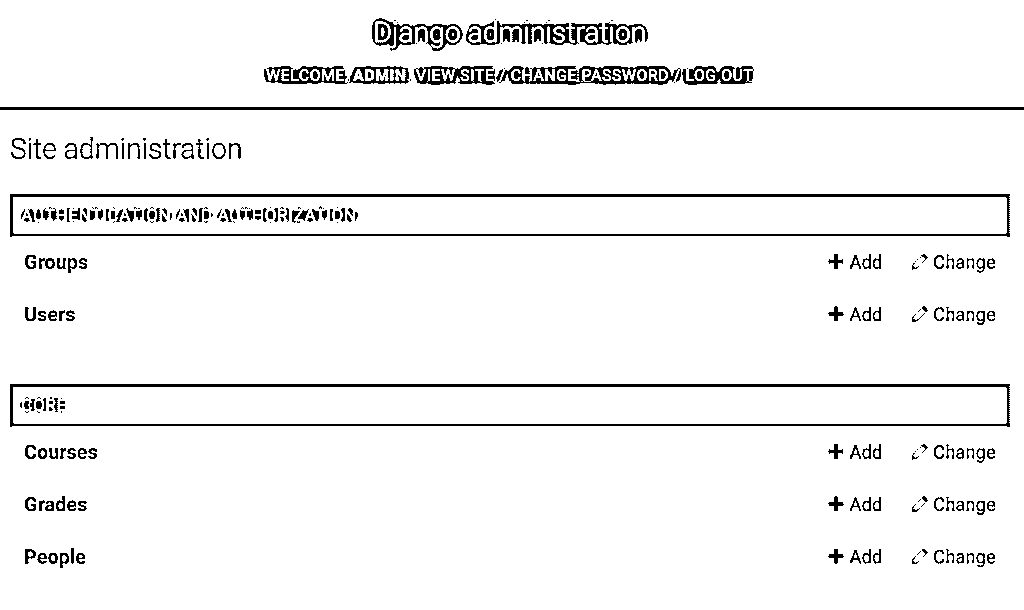 Django administration
WELCOME, ADMIN. VIEW SITE / CHANGE PASSWORD / LOG OUT
Site administration
AUTHENTICATION AND AUTHORIZATION
Groups + Add Change
Users + Add Change
CORE
Courses + Add Change
Grades + Add Change
People + Add Change